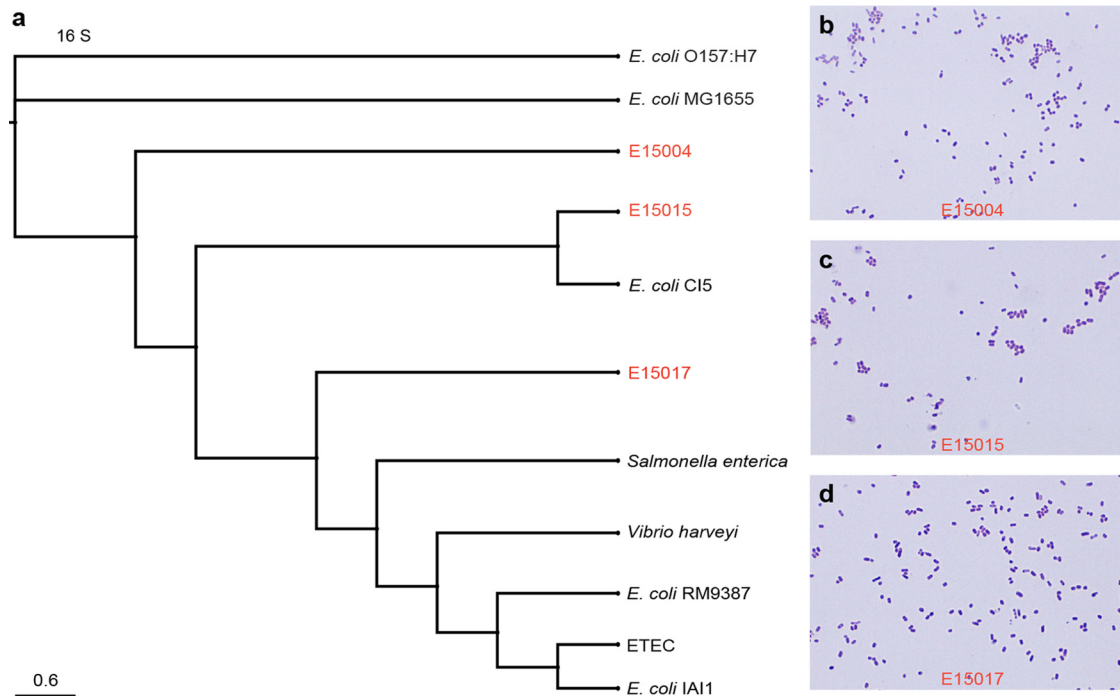 a
16 S
E. coli O157:H7
E. coli MG1655
E15004
E15015
E. coli CI5
E15017
Salmonella enterica
Vibrio harveyi
E. coli RM9387
ETEC
E. coli IAI1
0.6
b
E15004
c
E15015
d
E15017